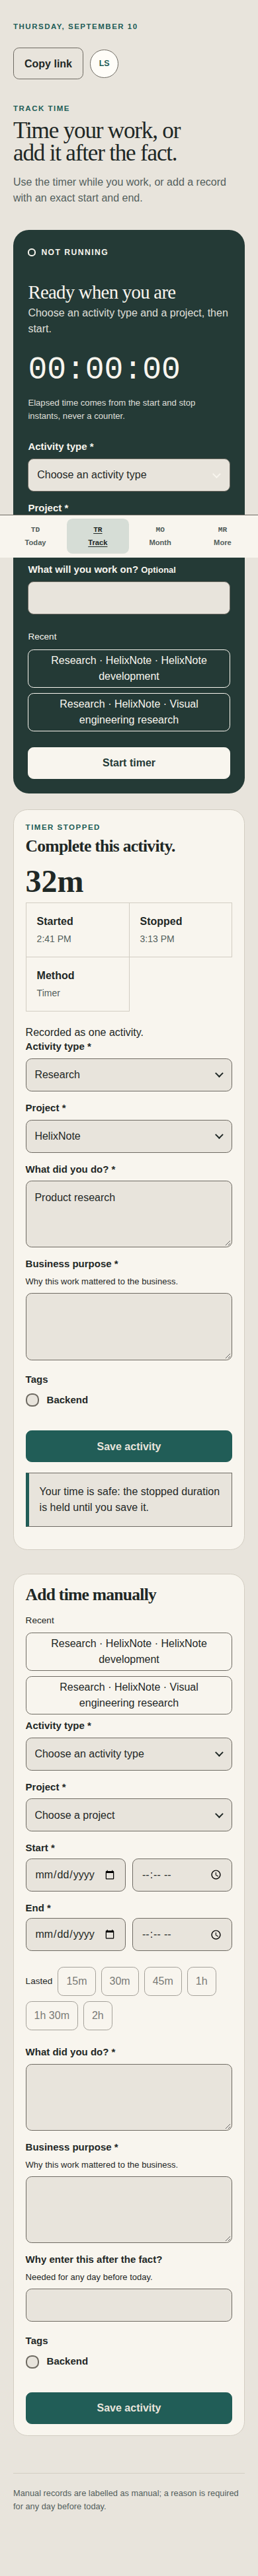 THURSDAY, SEPTEMBER 10
Copy link
LS
TRACK TIME
Time your work, or
add it after the fact.
Use the timer while you work, or add a record
with an exact start and end.
NOT RUNNING
Ready when you are
Choose an activity type and a project, then
start.
00:00:00
Elapsed time comes from the start and stop
instants, never a counter.
Activity type *
Choose an activity type
Project *
TD
Today
TR
Track
MO
Month
MR
More
What will you work on? Optional
Recent
Research · HelixNote · HelixNote
development
Research · HelixNote · Visual
engineering research
Start timer
TIMER STOPPED
Complete this activity.
32m
Started
2:41 PM
Stopped
3:13 PM
Method
Timer
Recorded as one activity.
Activity type *
Research
Project *
HelixNote
What did you do? *
Product research
Business purpose *
Why this work mattered to the business.
Tags
Backend
Save activity
Your time is safe: the stopped duration
is held until you save it.
Add time manually
Recent
Research · HelixNote · HelixNote
development
Research · HelixNote · Visual
engineering research
Activity type *
Choose an activity type
Project *
Choose a project
Start *
mm/dd/yyyy
--:-- --
End *
mm/dd/yyyy
--:-- --
Lasted 15m 30m 45m 1h
1h 30m 2h
What did you do? *
Business purpose *
Why this work mattered to the business.
Why enter this after the fact?
Needed for any day before today.
Tags
Backend
Save activity
Manual records are labelled as manual; a reason is required
for any day before today.